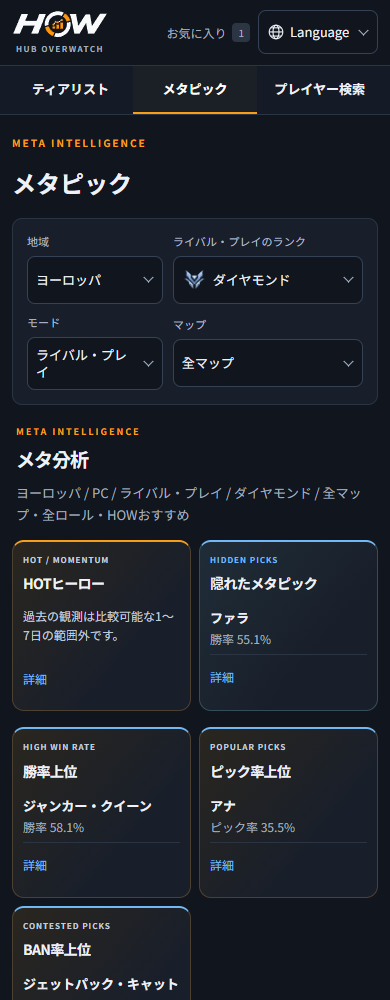 HOW
HUB OVERWATCH
お気に入り 1
Language
ティアリスト メタピック プレイヤー検索
META INTELLIGENCE
メタピック
地域
ヨーロッパ
ライバル・プレイのランク
ダイヤモンド
モード
ライバル・プレ
イ
マップ
全マップ
META INTELLIGENCE
メタ分析
ヨーロッパ / PC / ライバル・プレイ / ダイヤモンド / 全マッ
プ・全ロール・HOWおすすめ
HOT / MOMENTUM
HOTヒーロー
過去の観測は比較可能な1〜
7日の範囲外です。
詳細
HIDDEN PICKS
隠れたメタピック
ファラ
勝率 55.1%
詳細
HIGH WIN RATE
勝率上位
ジャンカー・クイーン
勝率 58.1%
詳細
POPULAR PICKS
ピック率上位
アナ
ピック率 35.5%
詳細
CONTESTED PICKS
BAN率上位
ジェットパック・キャット